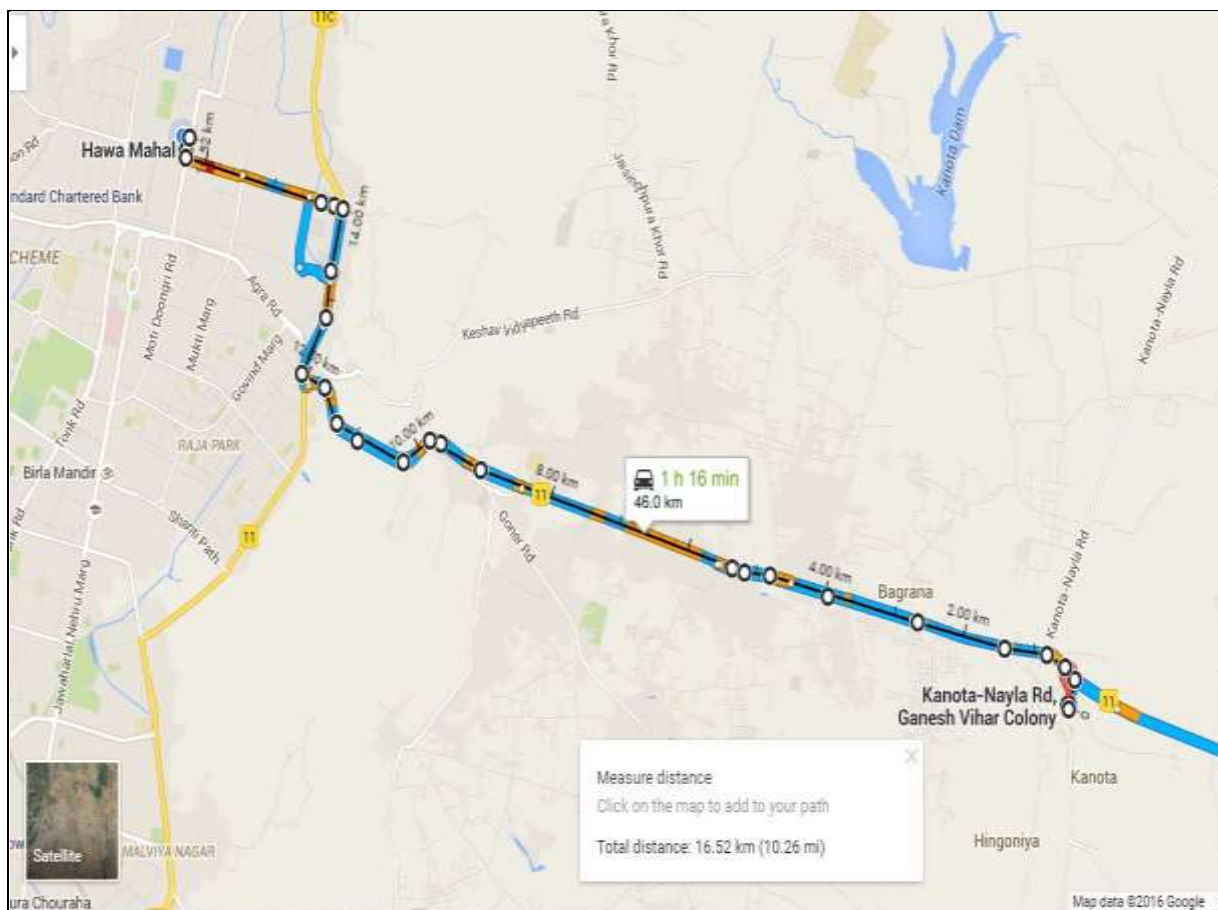 11C
Hawa Mahal
.52 km
ndard Chartered Bank
CHEME
14.00 km
Moti Doongri Rd
Mukti Marg
Agra Rd
Govind Marg
Keshav Vidyapeeth Rd
Kanota Dam
Kanota-Nayla Rd
Tonk Rd
RAJA PARK
10.00 km
Birla Mandir
Shanti Path
11
8.00 km
11
1 h 16 min
46.0 km
Goner Rd
4.00 km
Bagrana
2.00 km
Kanota-Nayla Rd
Jawaharlal Nehru Marg
Kanota-Nayla Rd,
Ganesh Vihar Colony
11
Measure distance
Click on the map to add to your path
Total distance: 16.52 km (10.26 mi)
Kanota
Hingoniya
Satellite
MALVIYA NAGAR
ura Chouraha
Map data ©2016 Google